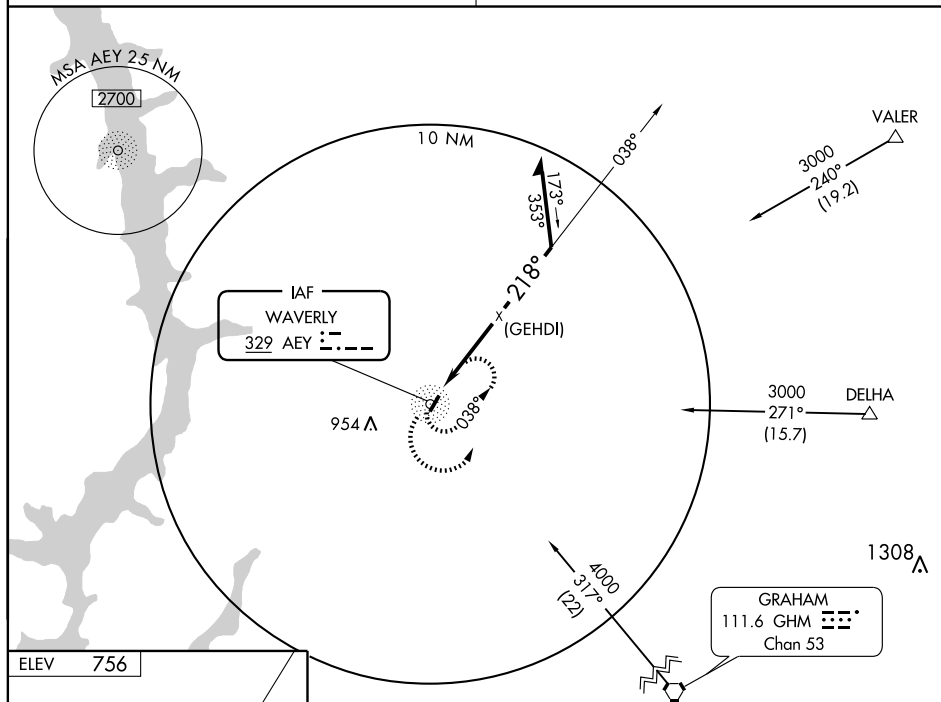 MSA AEY 25 NM
2700
10 NM
VALER
3000
240°
(19.2)
038°
173°
353°
218°
x
(GEHDI)
IAF
WAVERLY
329 AEY
038°
954
3000
271°
(15.7)
DELHA
4000
317°
(22)
1308
GRAHAM
111.6 GHM
Chan 53
ELEV 756